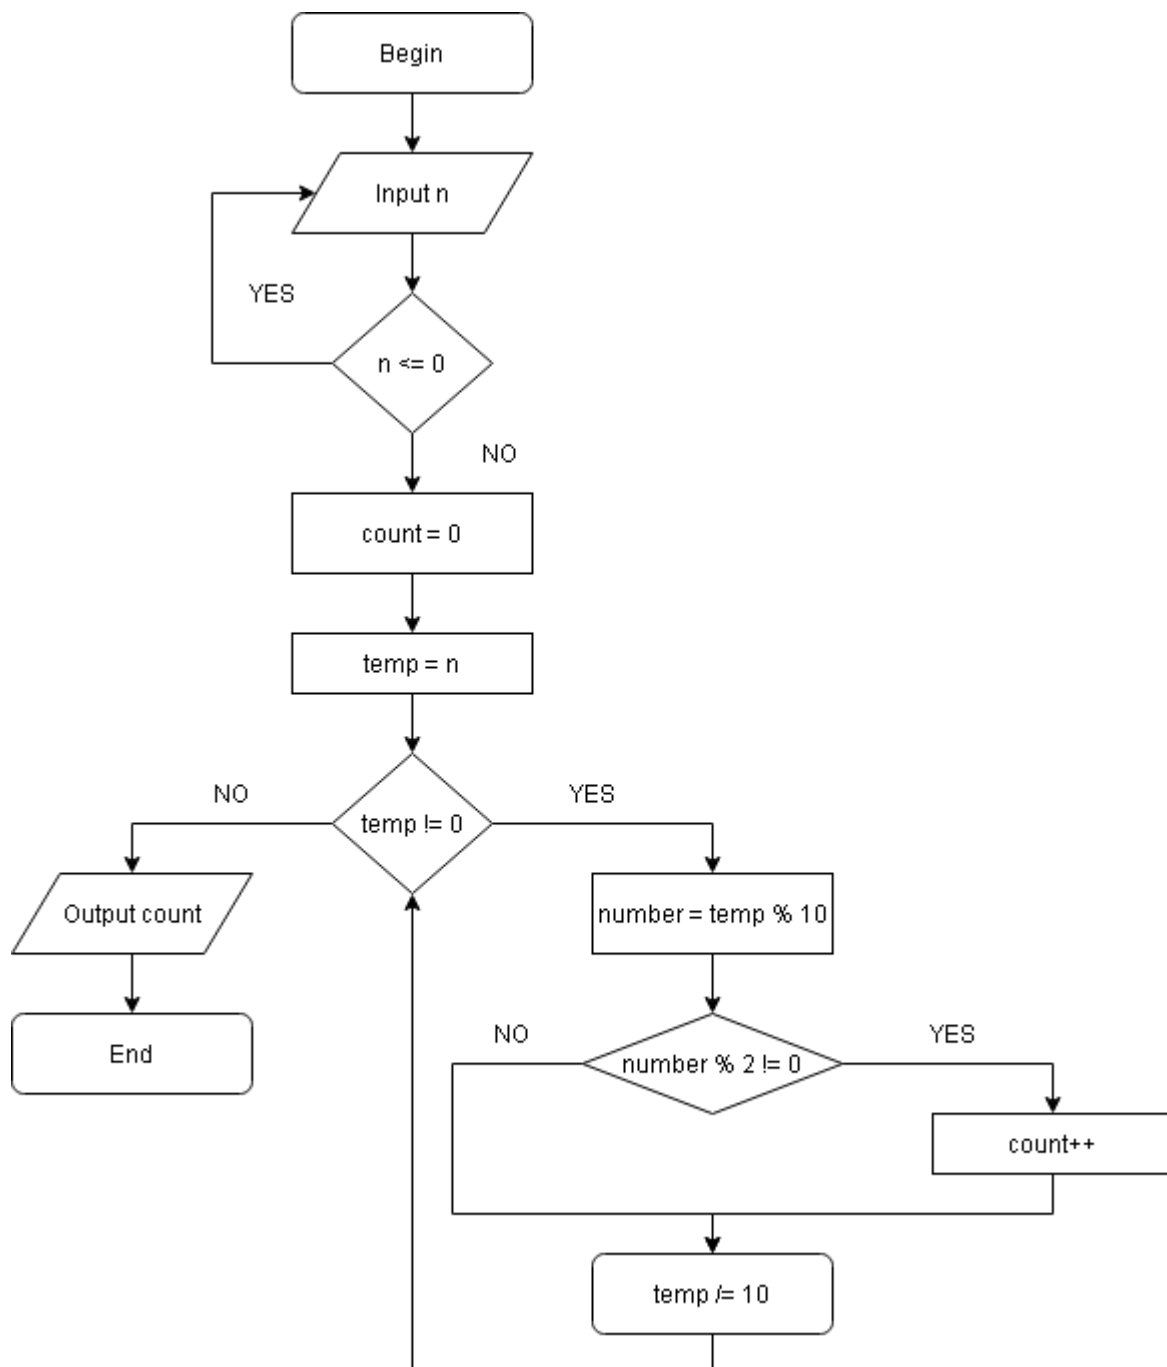 Begin
Input n
YES
n <= 0
NO
count = 0
temp = n
NO
YES
temp != 0
Output count
number = temp % 10
End
NO
YES
number % 2 != 0
count++
temp /= 10